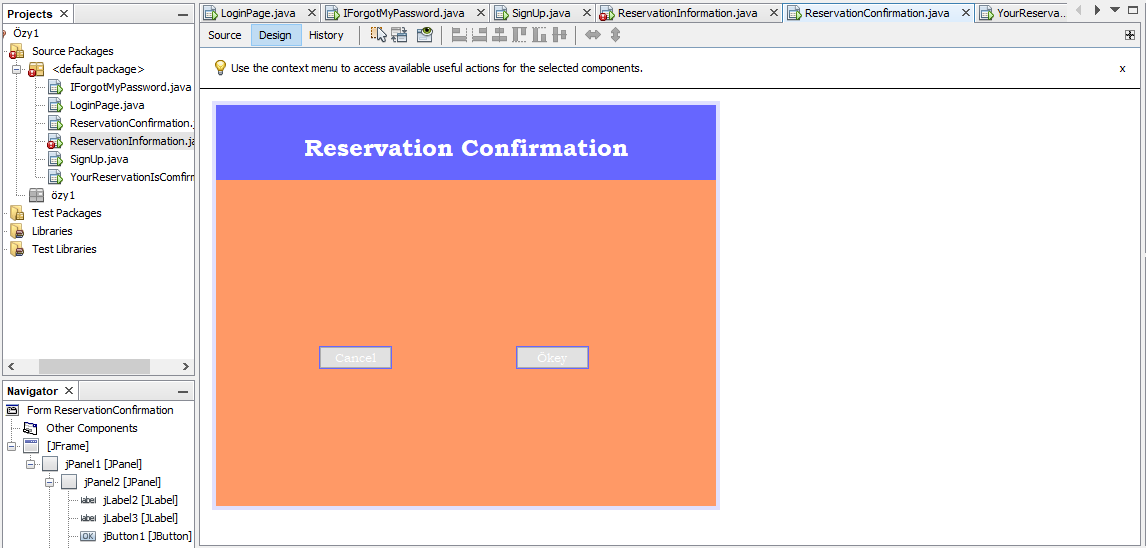 Projects
Özy1
Source Packages
<default package>
IForgotMyPassword.java
LoginPage.java
ReservationConfirmation.
ReservationInformation.ja
SignUp.java
YourReservationIsComfirm
özy1
Test Packages
Libraries
Test Libraries
Navigator
Form ReservationConfirmation
Other Components
[JFrame]
jPanel1 [JPanel]
jPanel2 [JPanel]
label jLabel2 [JLabel]
label jLabel3 [JLabel]
OK jButton1 [JButton]
LoginPage.java IForgotMyPassword.java SignUp.java ReservationInformation.java ReservationConfirmation.java YourReserva...
Source Design History
Use the context menu to access available useful actions for the selected components. x
Reservation Confirmation
Cancel Ökey